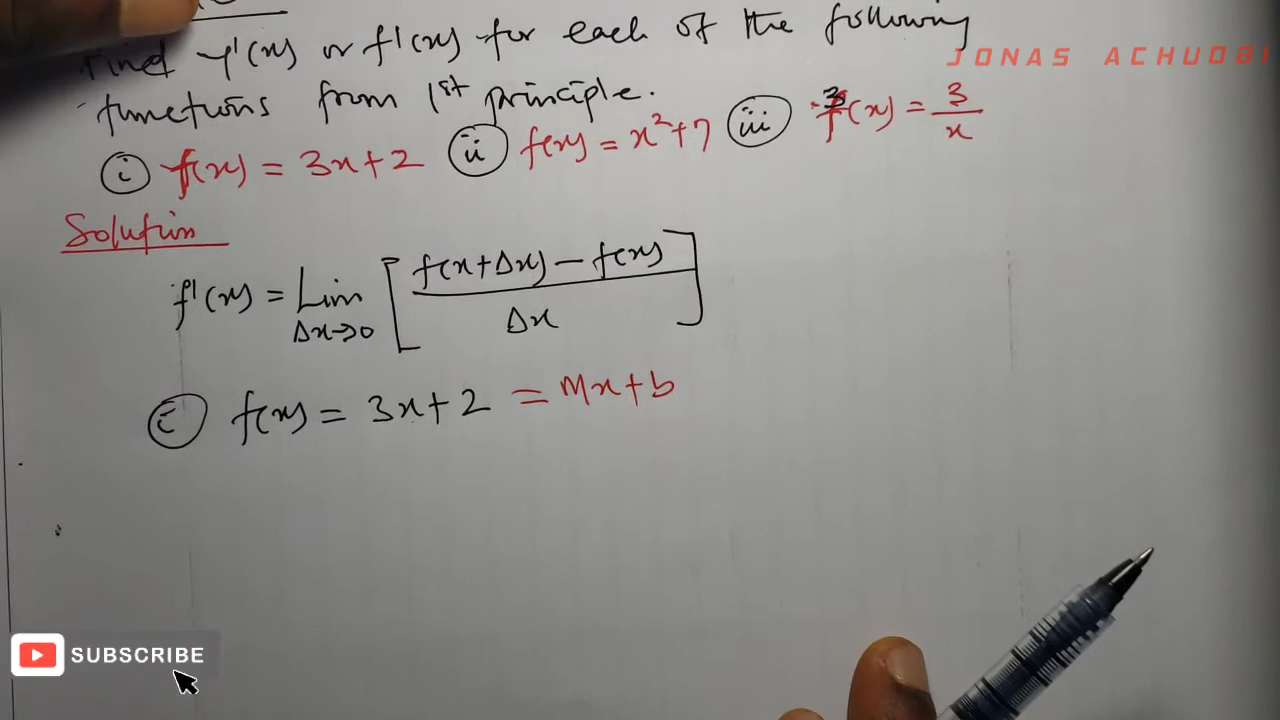 Find y'(x) or f'(x) for each of the following
JONAS ACHUOBI
functions from 1st principle.
(i) f(x) = 3x+2 (ii) f(x) = x²+7 (iii) f(x) = 3/x
Solution
f'(x) = Lim Δx→0 [ f(x+Δx) − f(x) / Δx ]
(i) f(x) = 3x+2 = Mx+b
SUBSCRIBE